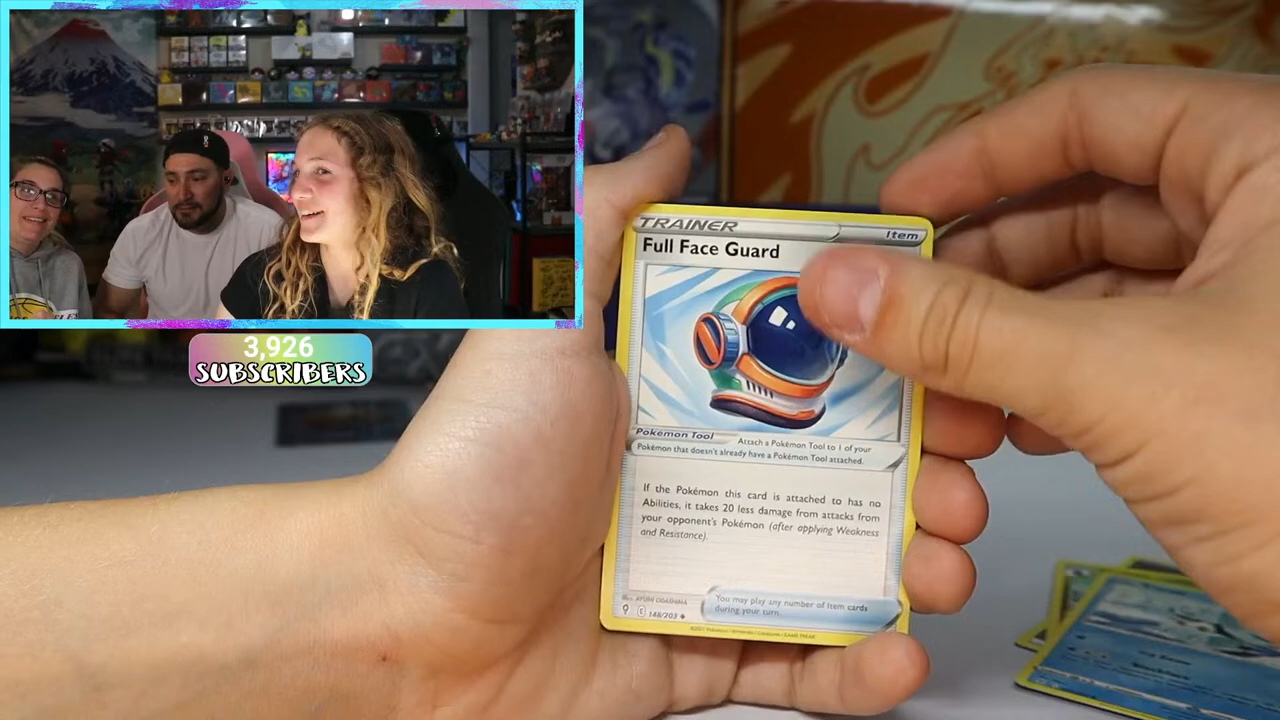 3,926
SUBSCRIBERS
TRAINER
Item
Full Face Guard
Pokémon Tool
Attach a Pokémon Tool to 1 of your
Pokémon that doesn't already have a Pokémon Tool attached.
If the Pokémon this card is attached to has no
Abilities, it takes 20 less damage from attacks from
your opponent's Pokémon (after applying Weakness
and Resistance).
You may play any number of Item cards
during your turn.
148/203